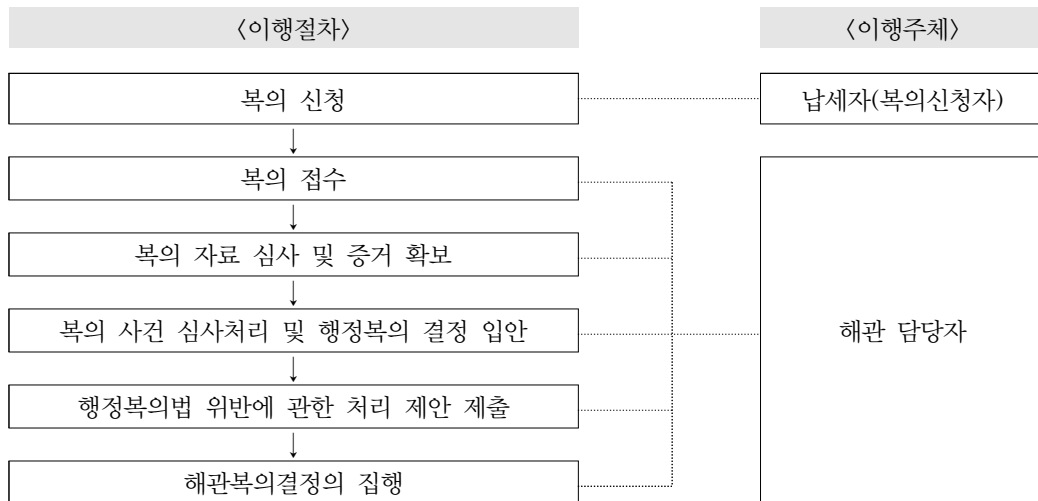 〈이행절차〉
〈이행주체〉
복의 신청
납세자(복의신청자)
복의 접수
복의 자료 심사 및 증거 확보
복의 사건 심사처리 및 행정복의 결정 입안
해관 담당자
행정복의법 위반에 관한 처리 제안 제출
해관복의결정의 집행